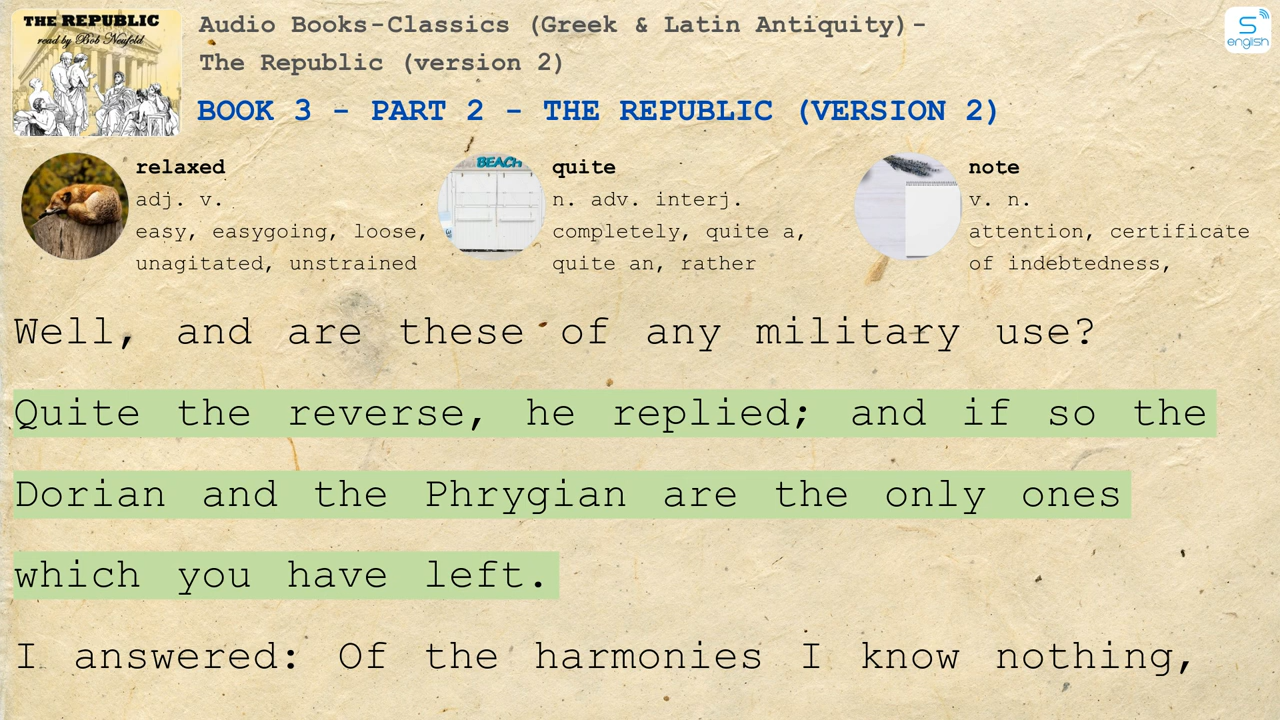 THE REPUBLIC
read by Bob Neufeld
Audio Books-Classics (Greek & Latin Antiquity)-
The Republic (version 2)
BOOK 3 - PART 2 - THE REPUBLIC (VERSION 2)
S
english
relaxed
adj. v.
easy, easygoing, loose,
unagitated, unstrained
BEACH
quite
n. adv. interj.
completely, quite a,
quite an, rather
note
v. n.
attention, certificate
of indebtedness,
Well, and are these of any military use?
Quite the reverse, he replied; and if so the
Dorian and the Phrygian are the only ones
which you have left.
I answered: Of the harmonies I know nothing,